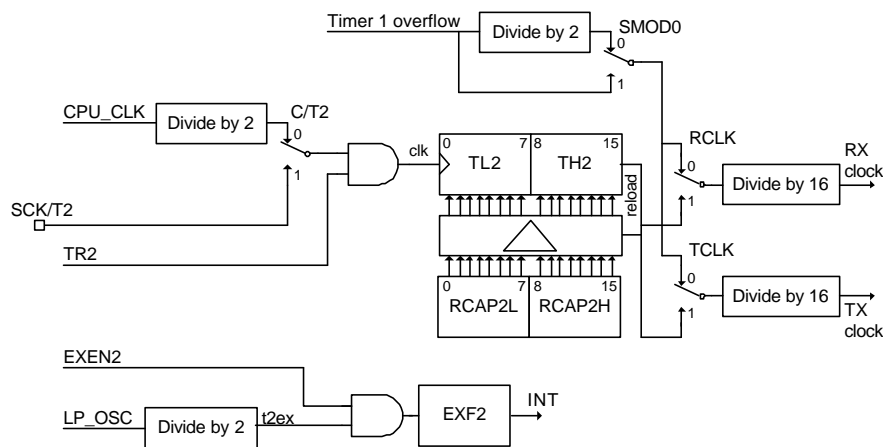 Timer 1 overflow
Divide by 2
SMOD0
0
1
CPU_CLK
Divide by 2
C/T2
0
1
clk
0 7 8 15
TL2 TH2
reload
RCLK
0
1
Divide by 16
RX
clock
SCK/T2
TR2
TCLK
0
1
Divide by 16
TX
clock
0 7 8 15
RCAP2L RCAP2H
EXEN2
LP_OSC
Divide by 2
t2ex
EXF2
INT